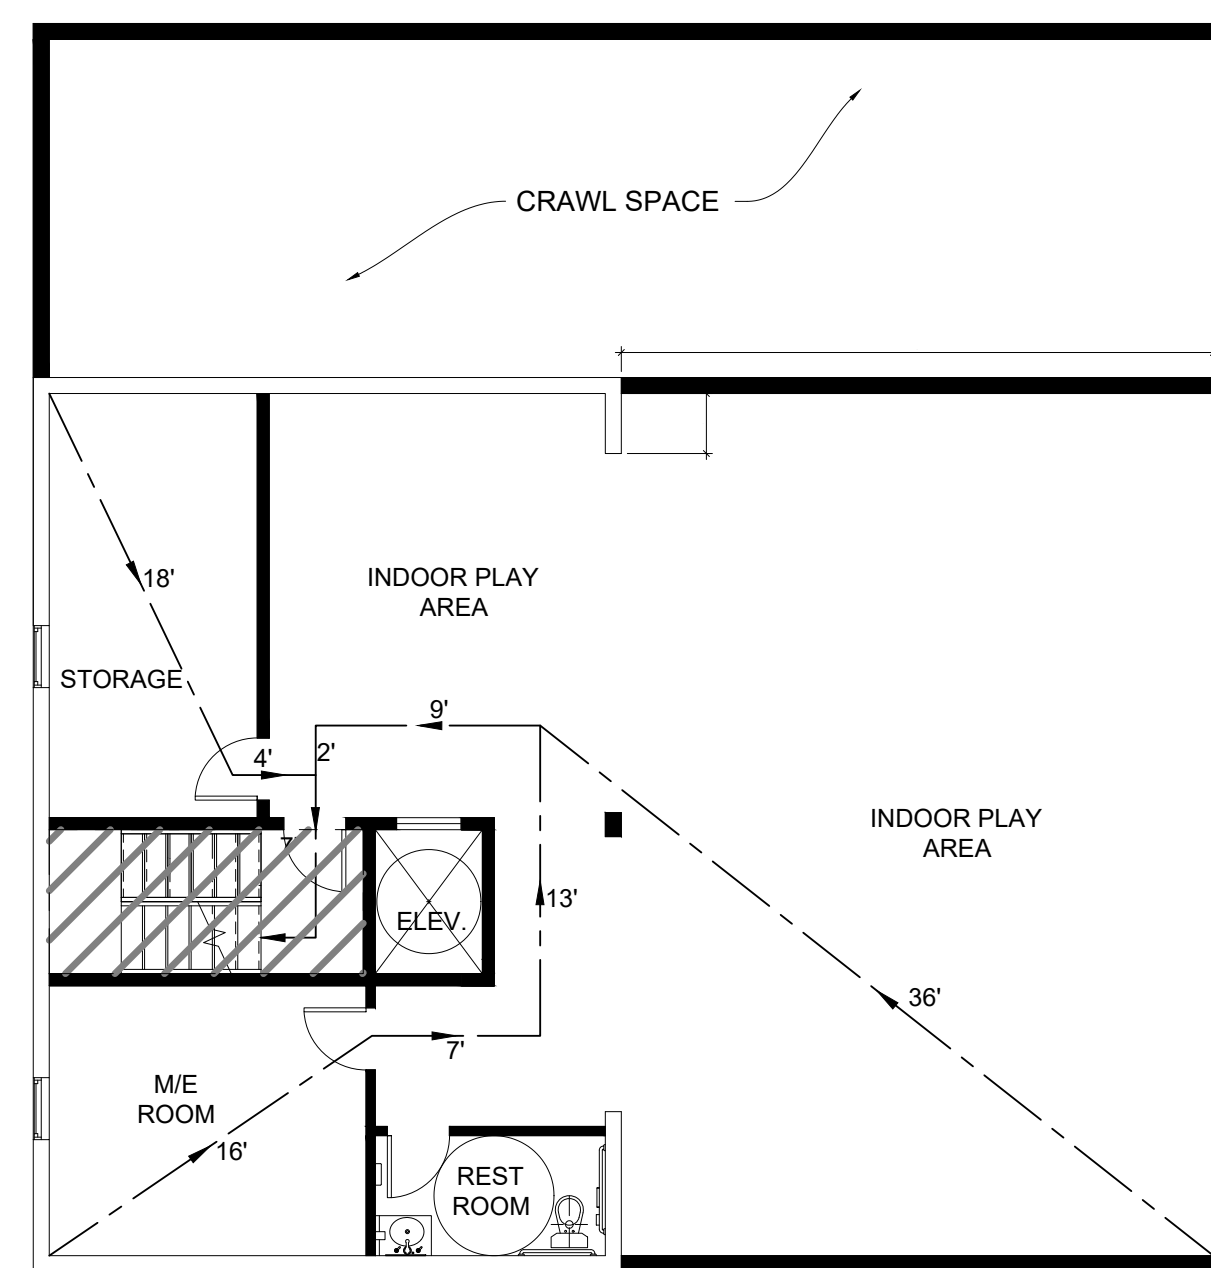 CRAWL SPACE
18'
INDOOR PLAY
AREA
STORAGE
9'
4'
2'
7'
INDOOR PLAY
AREA
13'
ELEV.
36'
7'
M/E
ROOM
16'
REST
ROOM